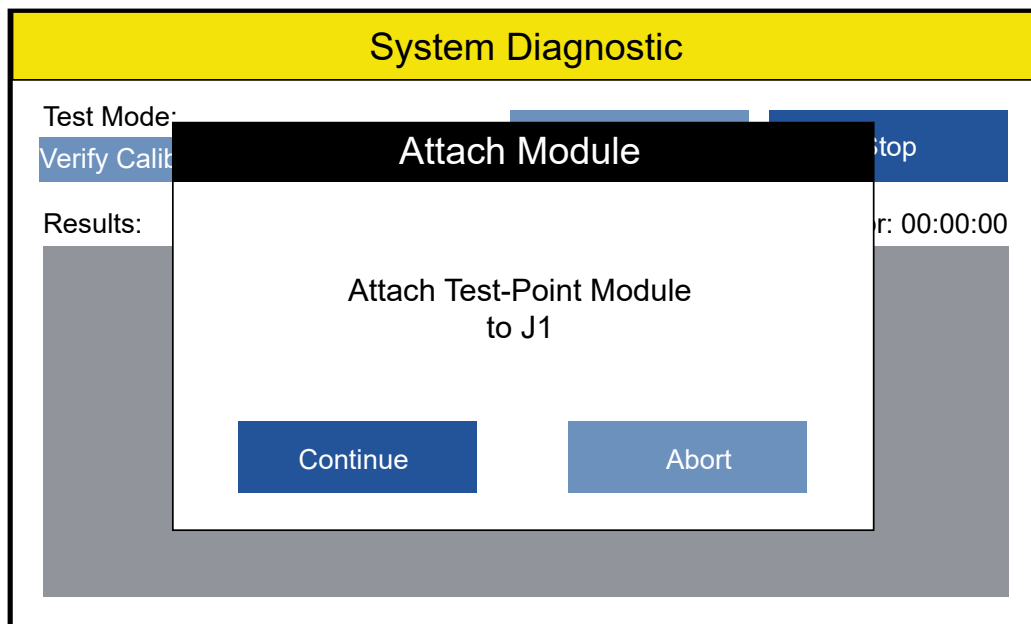 System Diagnostic
Test Mode:
Verify Calib
Stop
Results:
r: 00:00:00
Attach Module
Attach Test-Point Module
to J1
Continue
Abort